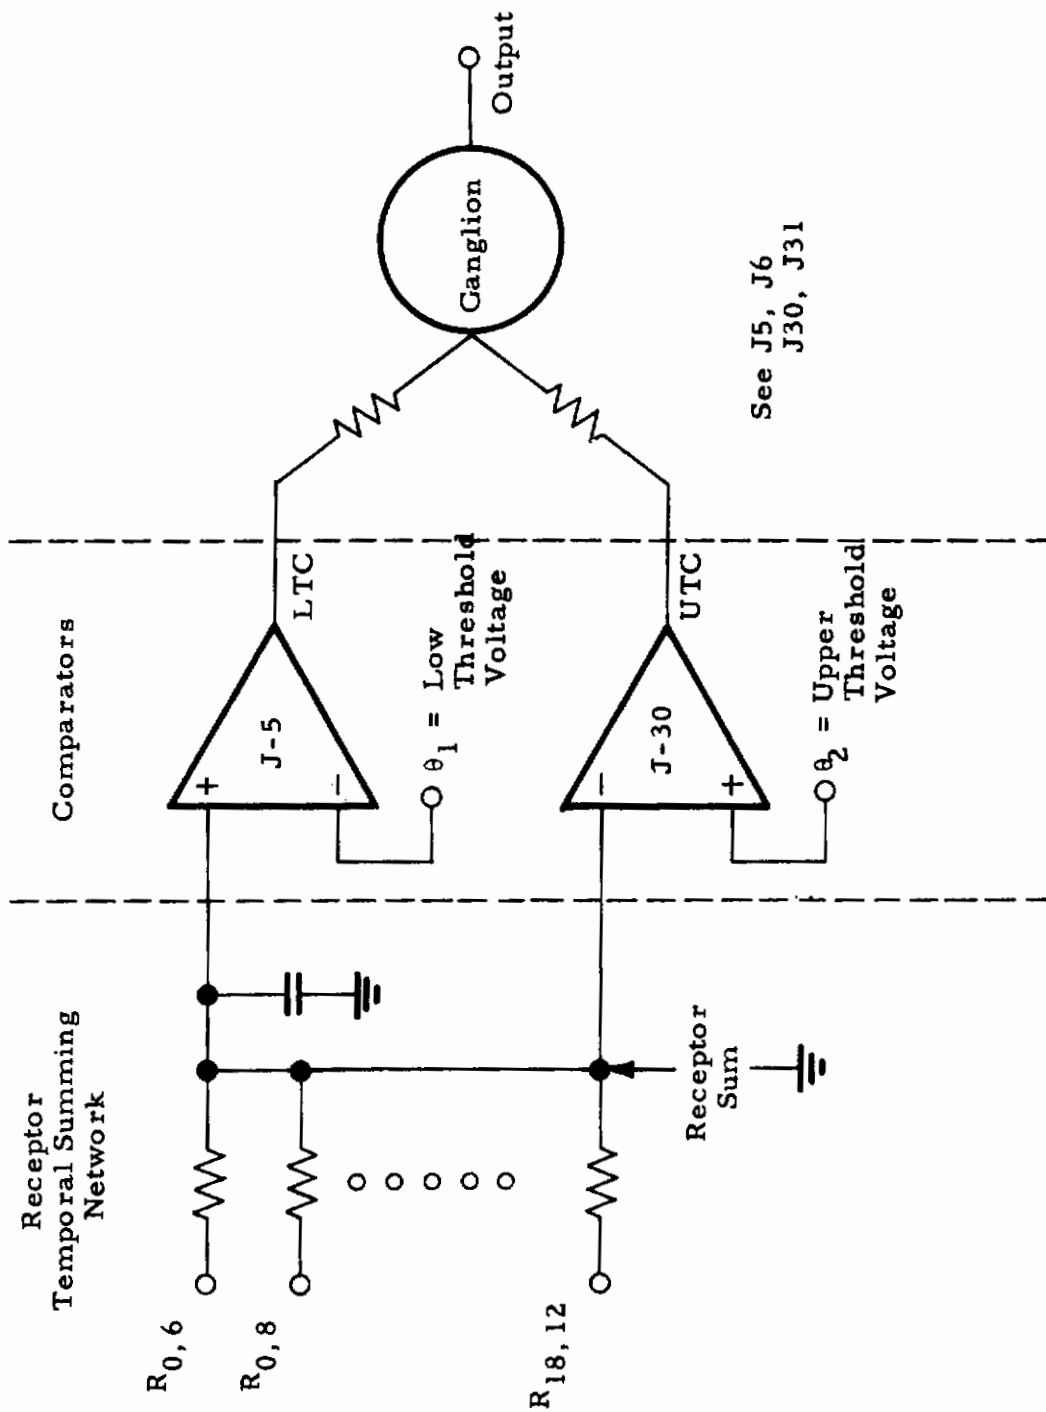 Receptor
Temporal Summing
Network
Comparators
R0,6
R0,8
R18,12
Receptor
Sum
+
J-5
−
LTC
θ1 = Low
Threshold
Voltage
−
J-30
+
UTC
θ2 = Upper
Threshold
Voltage
Ganglion
Output
See J5, J6
J30, J31